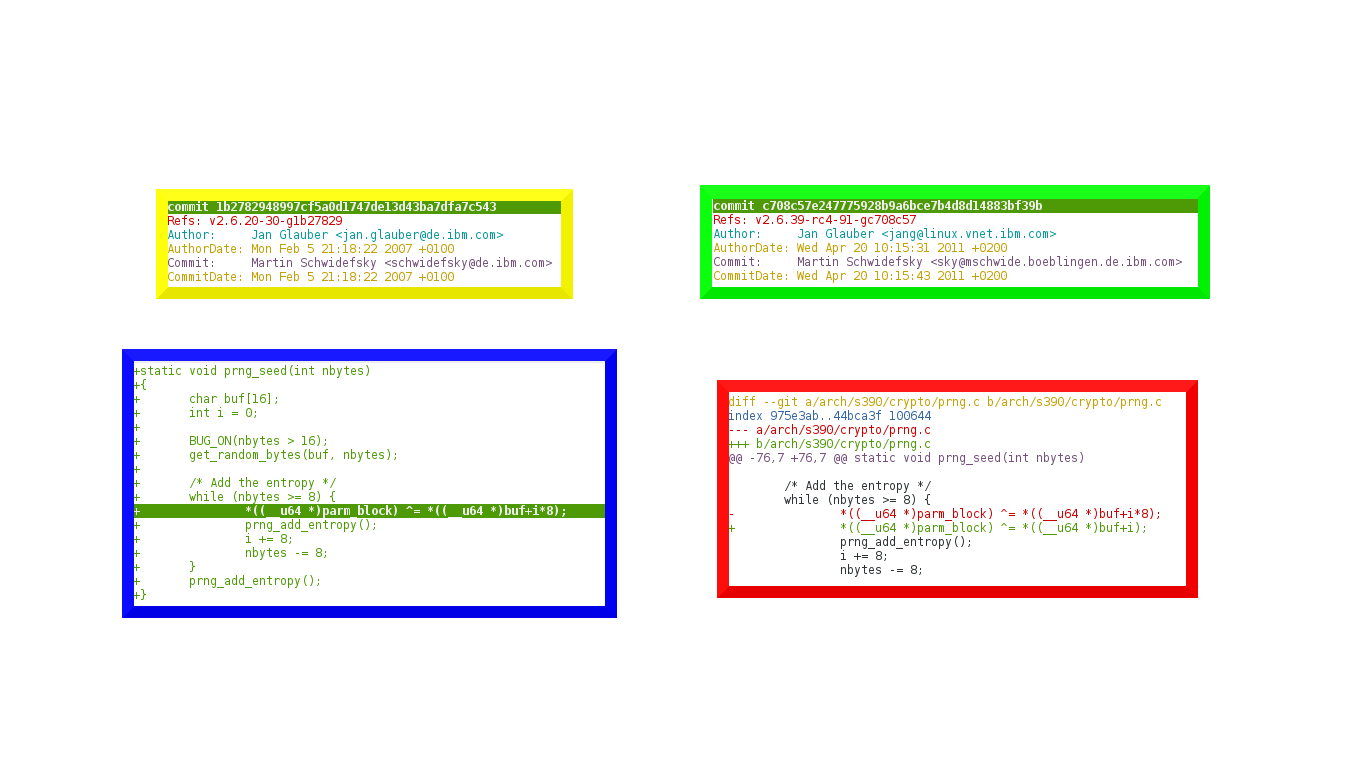 commit 1b2782948997cf5a0d1747de13d43ba7dfa7c543
Refs: v2.6.20-30-g1b27829
Author:     Jan Glauber <jan.glauber@de.ibm.com>
AuthorDate: Mon Feb 5 21:18:22 2007 +0100
Commit:     Martin Schwidefsky <schwidefsky@de.ibm.com>
CommitDate: Mon Feb 5 21:18:22 2007 +0100
commit c708c57e247775928b9a6bce7b4d8d14883bf39b
Refs: v2.6.39-rc4-91-gc708c57
Author:     Jan Glauber <jang@linux.vnet.ibm.com>
AuthorDate: Wed Apr 20 10:15:31 2011 +0200
Commit:     Martin Schwidefsky <sky@mschwide.boeblingen.de.ibm.com>
CommitDate: Wed Apr 20 10:15:43 2011 +0200
+static void prng_seed(int nbytes)
+{
+       char buf[16];
+       int i = 0;
+
+       BUG_ON(nbytes > 16);
+       get_random_bytes(buf, nbytes);
+
+       /* Add the entropy */
+       while (nbytes >= 8) {
+               *((__u64 *)parm_block) ^= *((__u64 *)buf+i*8);
+               prng_add_entropy();
+               i += 8;
+               nbytes -= 8;
+       }
+       prng_add_entropy();
+}
diff --git a/arch/s390/crypto/prng.c b/arch/s390/crypto/prng.c
index 975e3ab..44bca3f 100644
--- a/arch/s390/crypto/prng.c
+++ b/arch/s390/crypto/prng.c
@@ -76,7 +76,7 @@ static void prng_seed(int nbytes)

        /* Add the entropy */
        while (nbytes >= 8) {
-               *((__u64 *)parm_block) ^= *((__u64 *)buf+i*8);
+               *((__u64 *)parm_block) ^= *((__u64 *)buf+i);
                prng_add_entropy();
                i += 8;
                nbytes -= 8;